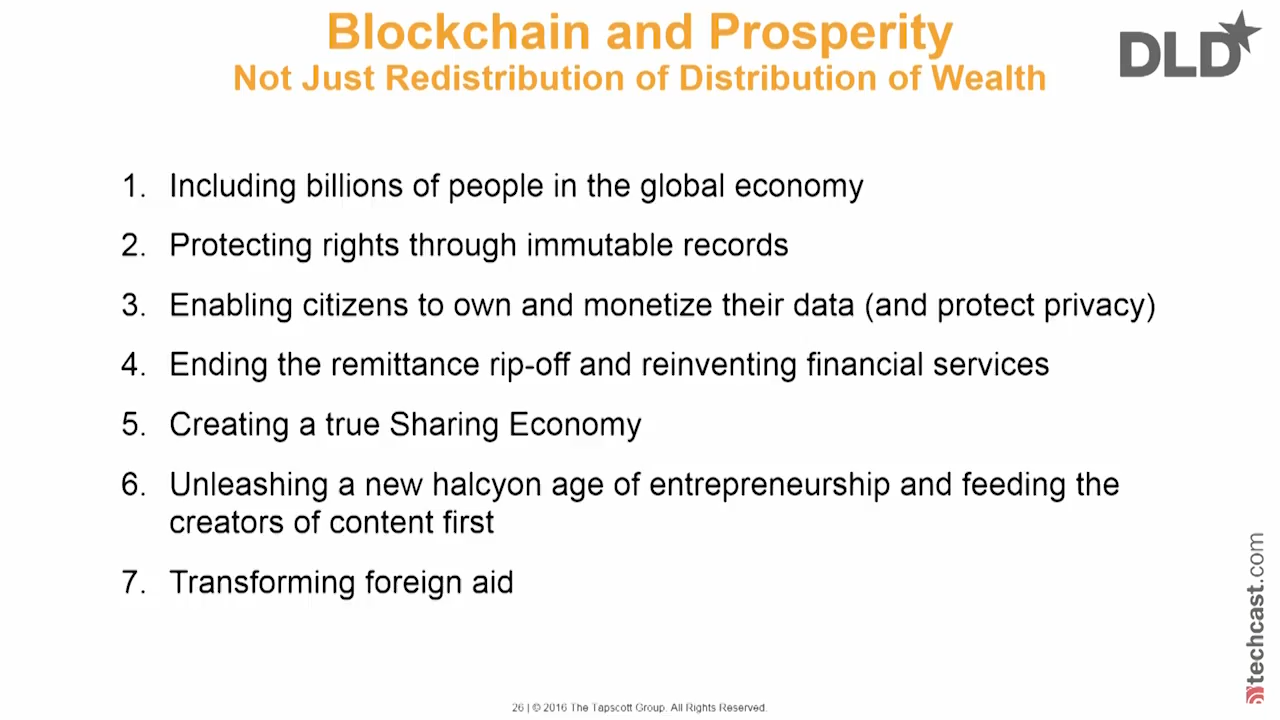 Blockchain and Prosperity
Not Just Redistribution of Distribution of Wealth
DLD
1. Including billions of people in the global economy
2. Protecting rights through immutable records
3. Enabling citizens to own and monetize their data (and protect privacy)
4. Ending the remittance rip-off and reinventing financial services
5. Creating a true Sharing Economy
6. Unleashing a new halcyon age of entrepreneurship and feeding the
creators of content first
7. Transforming foreign aid
techcast.com
26 | © 2016 The Tapscott Group. All Rights Reserved.